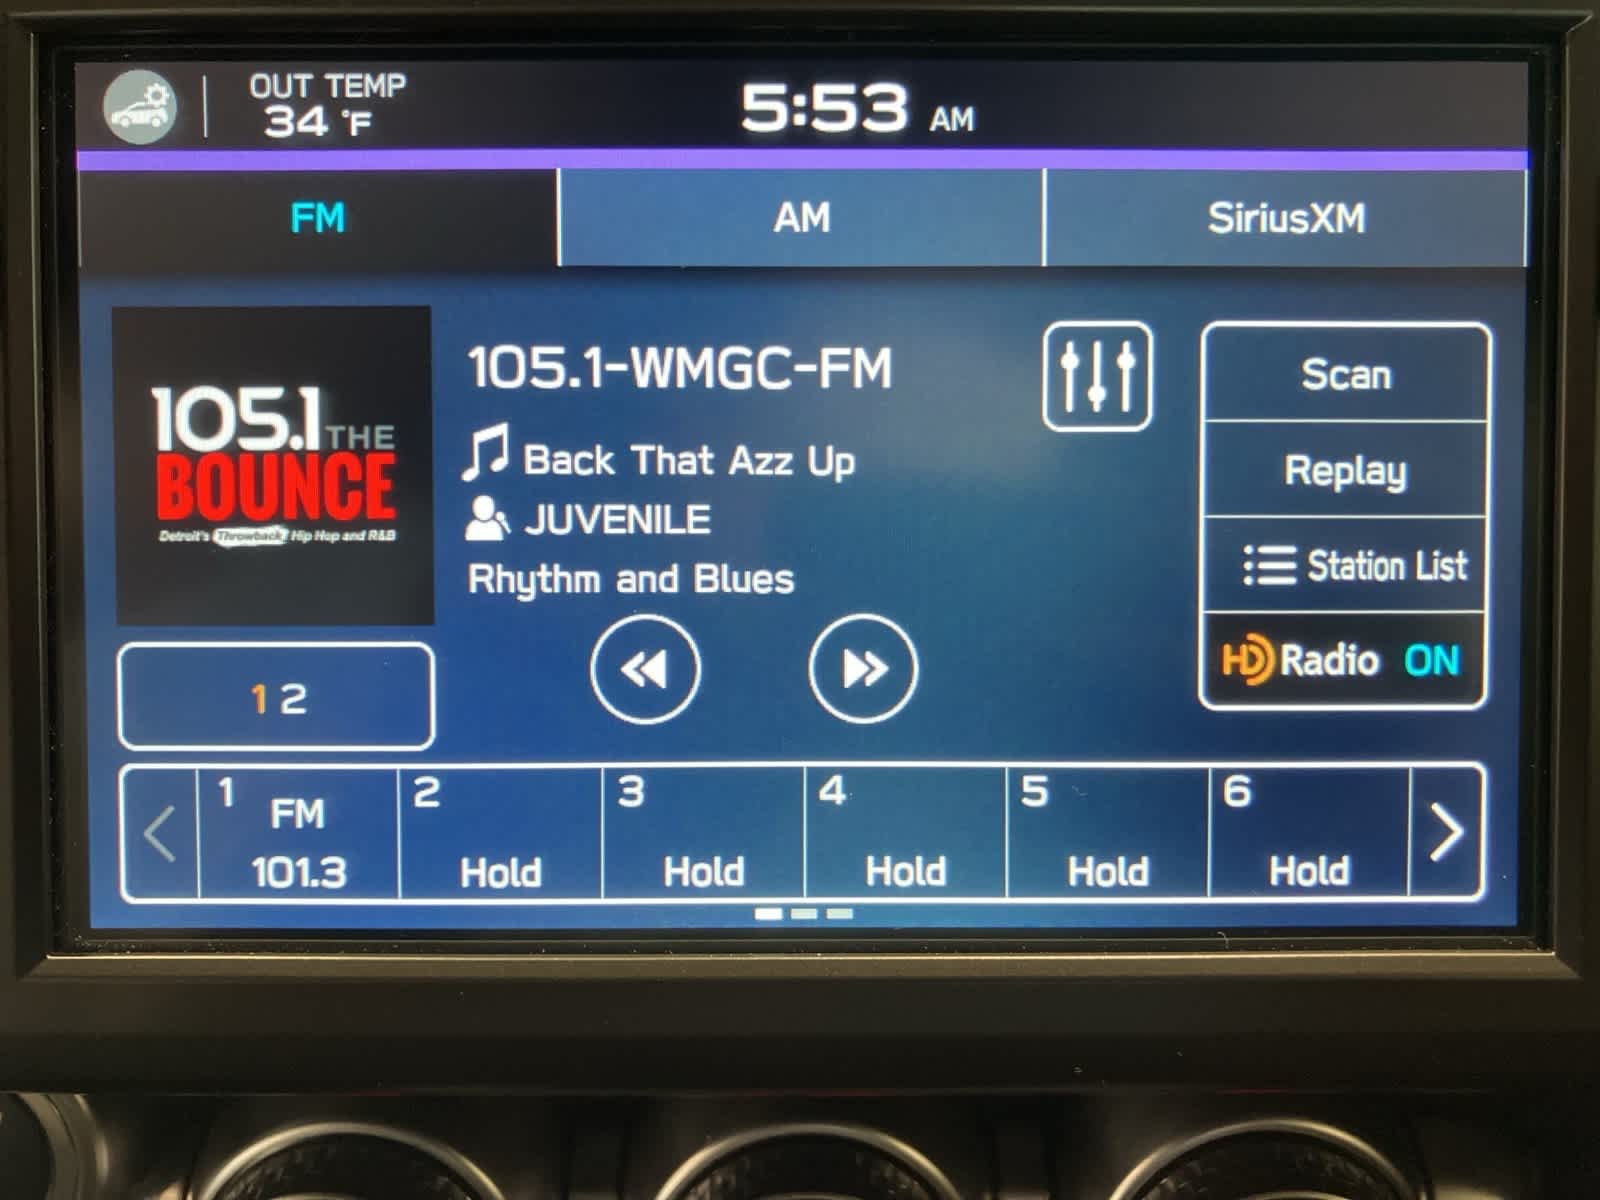 OUT TEMP
34 °F
5:53 AM
FM
AM
SiriusXM
105.1 THE
BOUNCE
Detroit's Throwback Hip Hop and R&B
105.1-WMGC-FM
Back That Azz Up
JUVENILE
Rhythm and Blues
Scan
Replay
Station List
HD Radio ON
1 2
1 FM 101.3
2 Hold
3 Hold
4 Hold
5 Hold
6 Hold